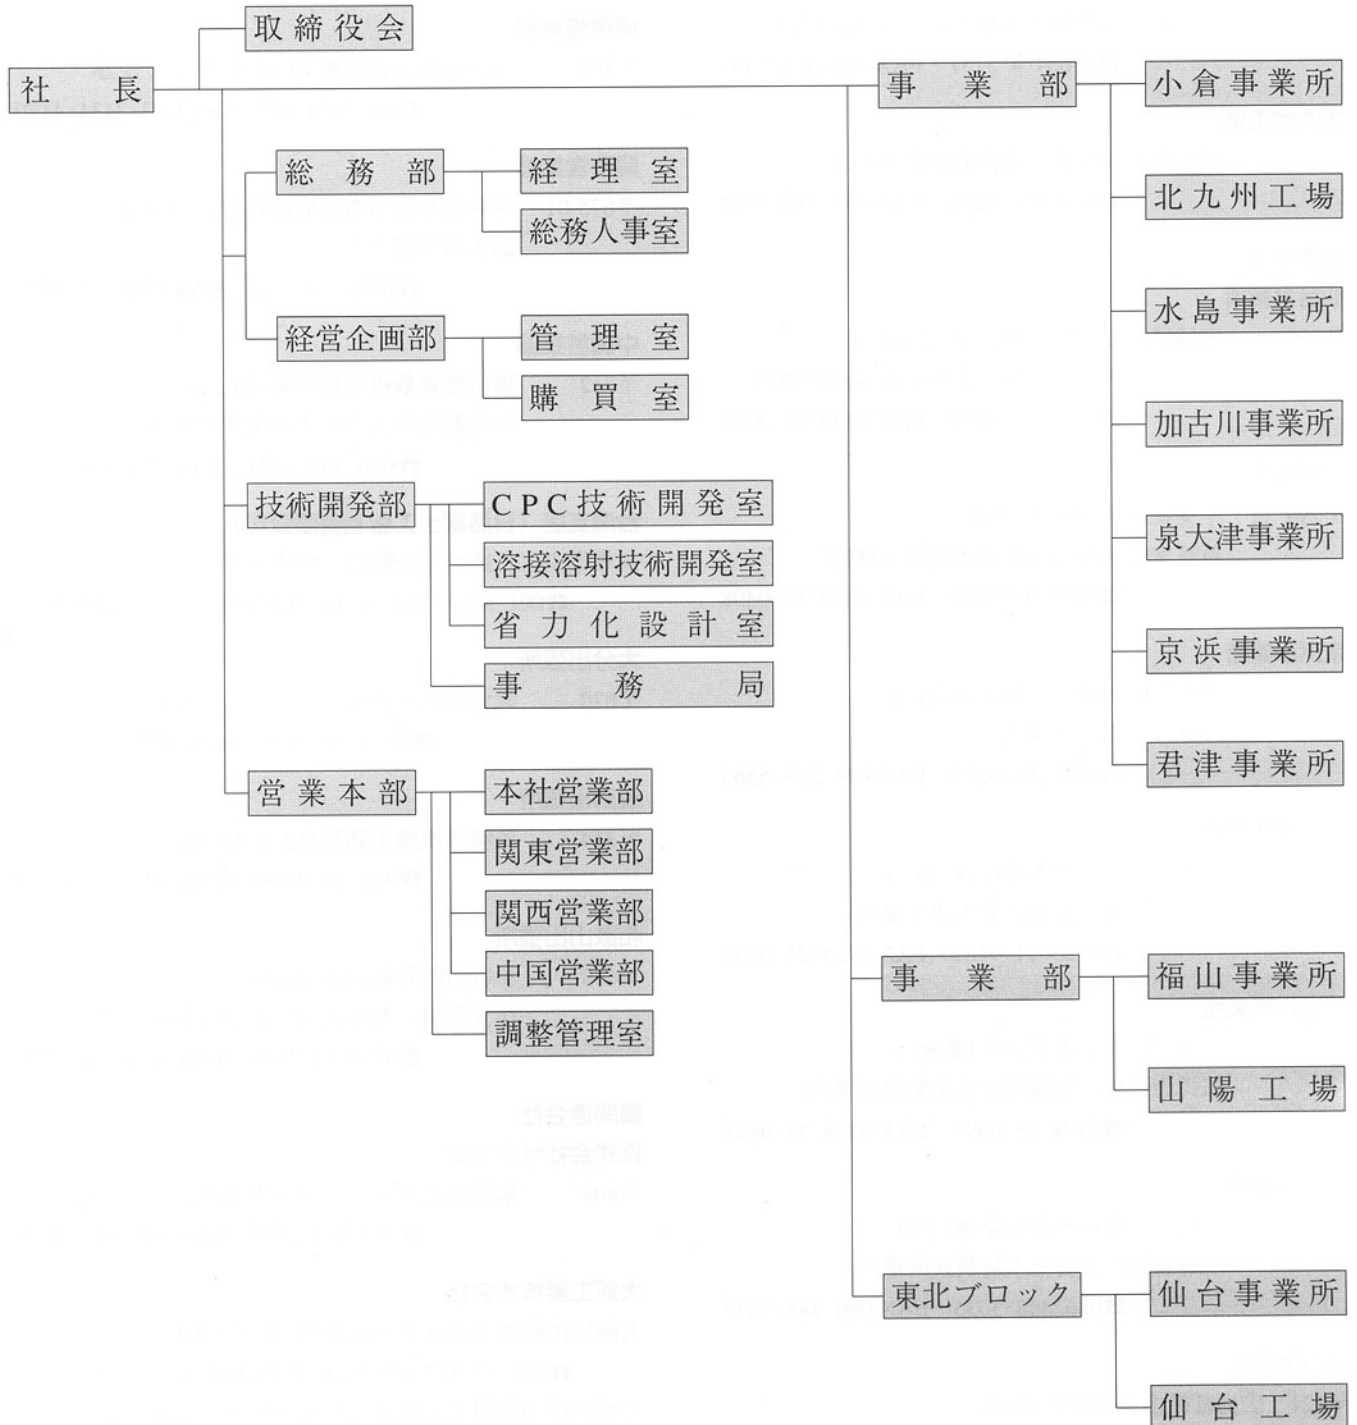 取締役会
社長
総務部
経理室
総務人事室
経営企画部
管理室
購買室
技術開発部
CPC技術開発室
溶接溶射技術開発室
省力化設計室
事務局
営業本部
本社営業部
関東営業部
関西営業部
中国営業部
調整管理室
事業部
小倉事業所
北九州工場
水島事業所
加古川事業所
泉大津事業所
京浜事業所
君津事業所
事業部
福山事業所
山陽工場
東北ブロック
仙台事業所
仙台工場